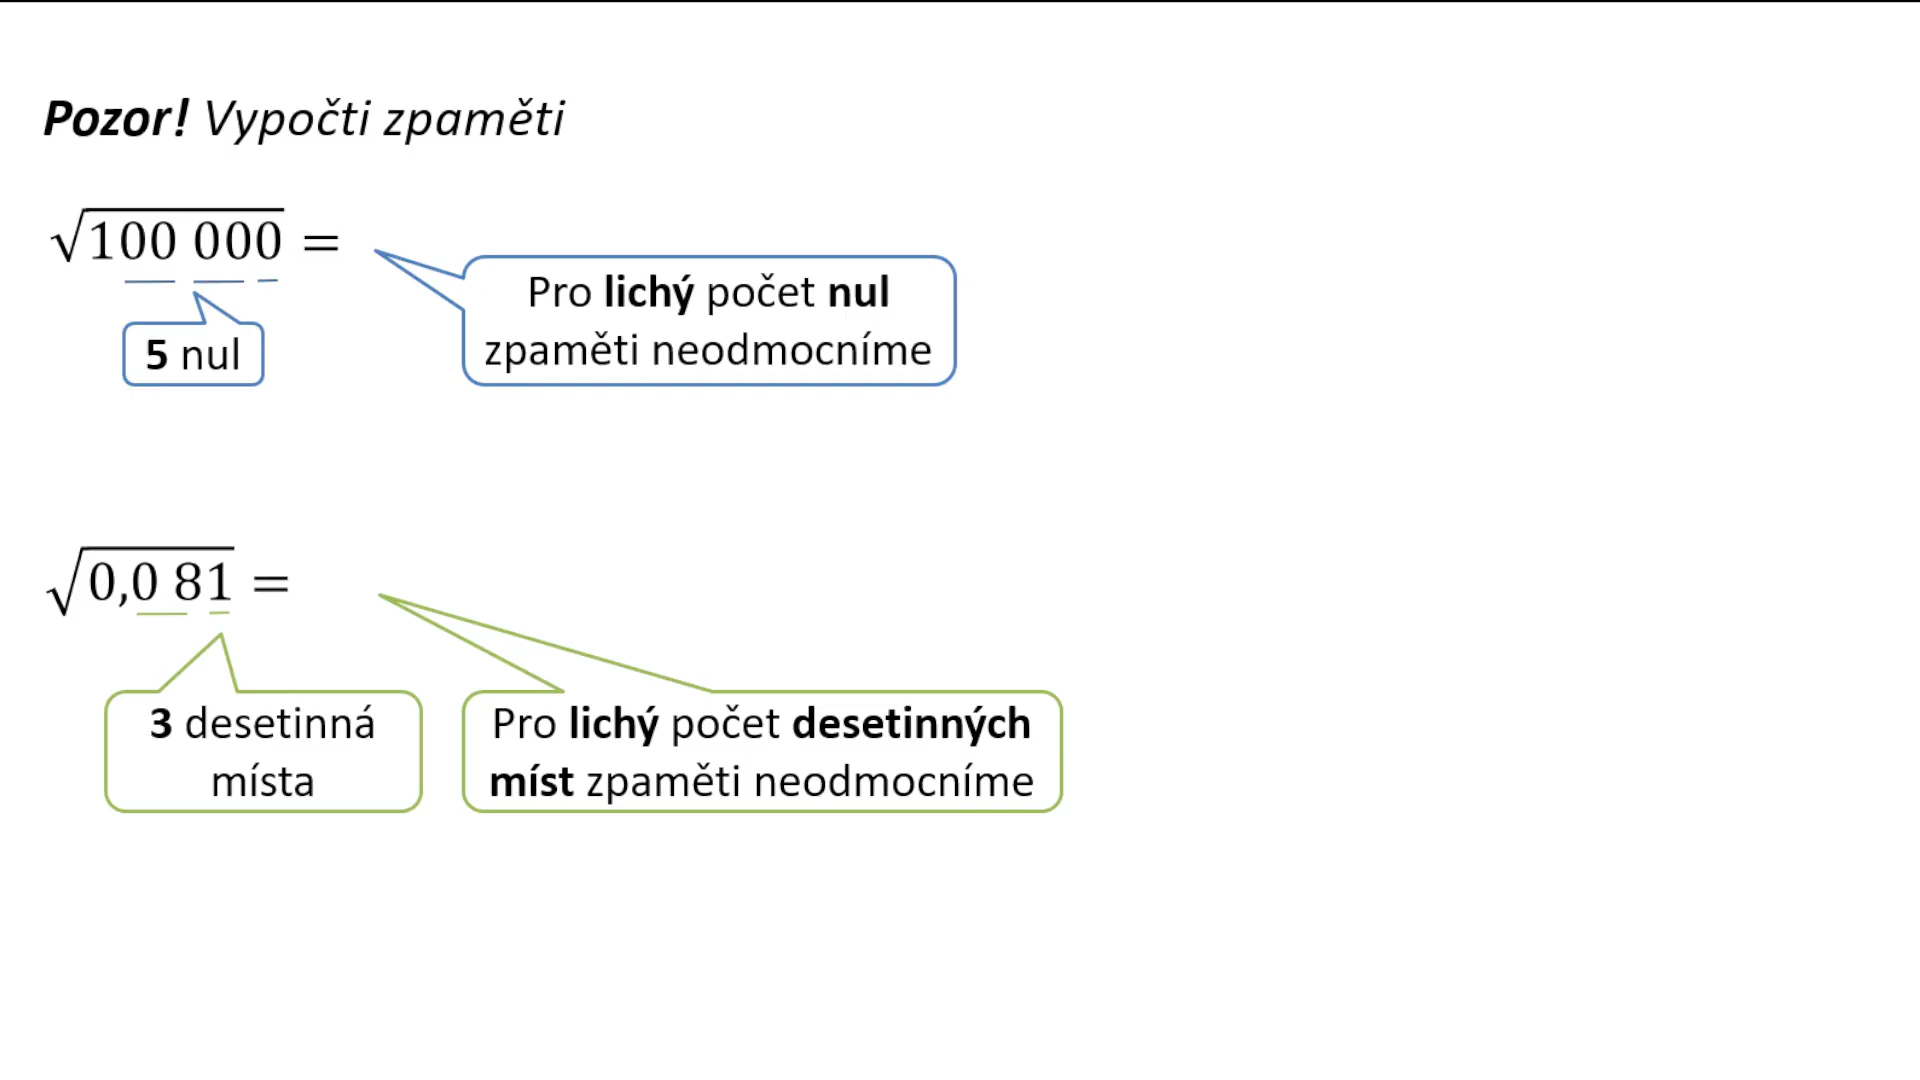 Pozor! Vypočti zpaměti
√100 000 =
Pro lichý počet nul
zpaměti neodmocníme
5 nul
√0,0 81 =
3 desetinná
místa
Pro lichý počet desetinných
míst zpaměti neodmocníme